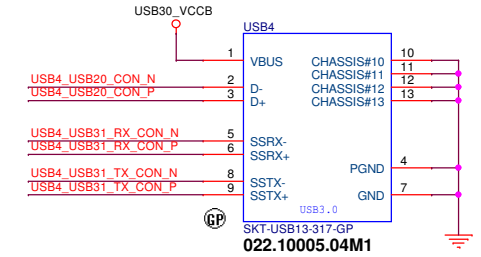 USB30_VCCB
USB4
1 VBUS CHASSIS#10 10
CHASSIS#11 11
USB4_USB20_CON_N 2 D- CHASSIS#12 12
USB4_USB20_CON_P 3 D+ CHASSIS#13 13
USB4_USB31_RX_CON_N 5 SSRX-
USB4_USB31_RX_CON_P 6 SSRX+
PGND 4
USB4_USB31_TX_CON_N 8 SSTX-
USB4_USB31_TX_CON_P 9 SSTX+ GND 7
USB3.0
GP
SKT-USB13-317-GP
022.10005.04M1